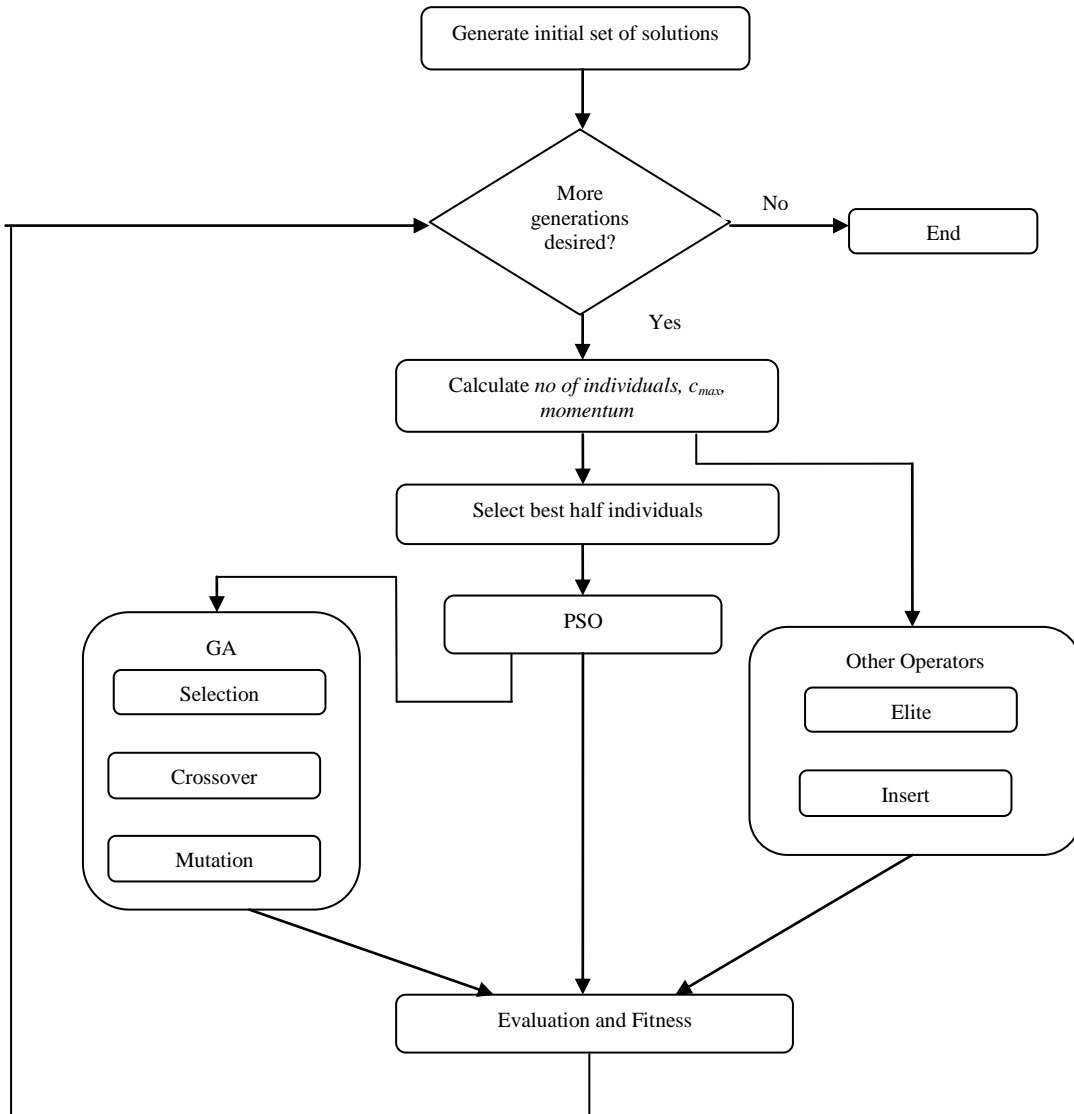 Generate initial set of solutions
More
generations
desired?
No
End
Yes
Calculate no of individuals, cmax,
momentum
Select best half individuals
PSO
GA
Selection
Crossover
Mutation
Other Operators
Elite
Insert
Evaluation and Fitness